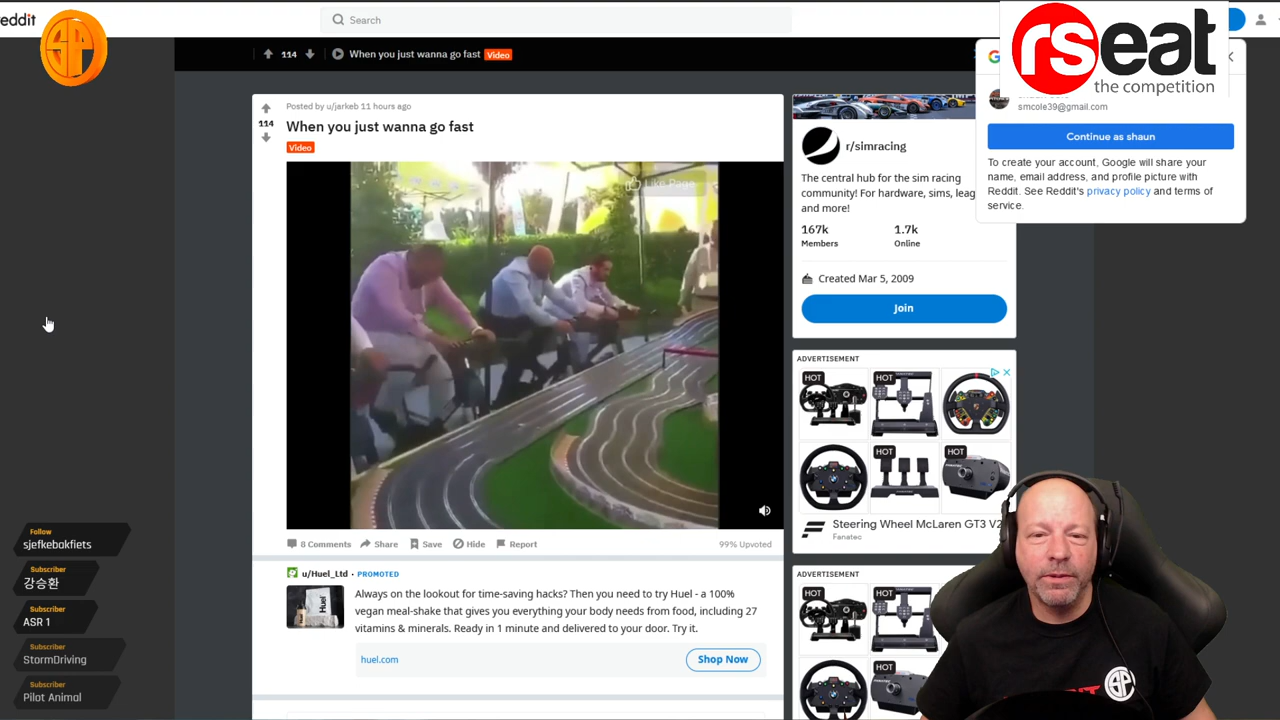 reddit
Search
rseat
the competition
114
When you just wanna go fast
Video
smcole39@gmail.com
Continue as shaun
To create your account, Google will share your
name, email address, and profile picture with
Reddit. See Reddit's privacy policy and terms of
service.
Posted by u/jarkeb 11 hours ago
114
When you just wanna go fast
Video
Like Page
8 Comments
Share
Save
Hide
Report
99% Upvoted
u/Huel_Ltd · PROMOTED
Always on the lookout for time-saving hacks? Then you need to try Huel - a 100%
vegan meal-shake that gives you everything your body needs from food, including 27
vitamins & minerals. Ready in 1 minute and delivered to your door. Try it.
huel.com
Shop Now
Huel
r/simracing
The central hub for the sim racing
community! For hardware, sims, leag
and more!
167k
1.7k
Members
Online
Created Mar 5, 2009
Join
ADVERTISEMENT
HOT
HOT
HOT
Steering Wheel McLaren GT3 V2
Fanatec
ADVERTISEMENT
HOT
HOT
HOT
Follow
sjefkebakfiets
Subscriber
강승환
Subscriber
ASR 1
Subscriber
StormDriving
Subscriber
Pilot Animal